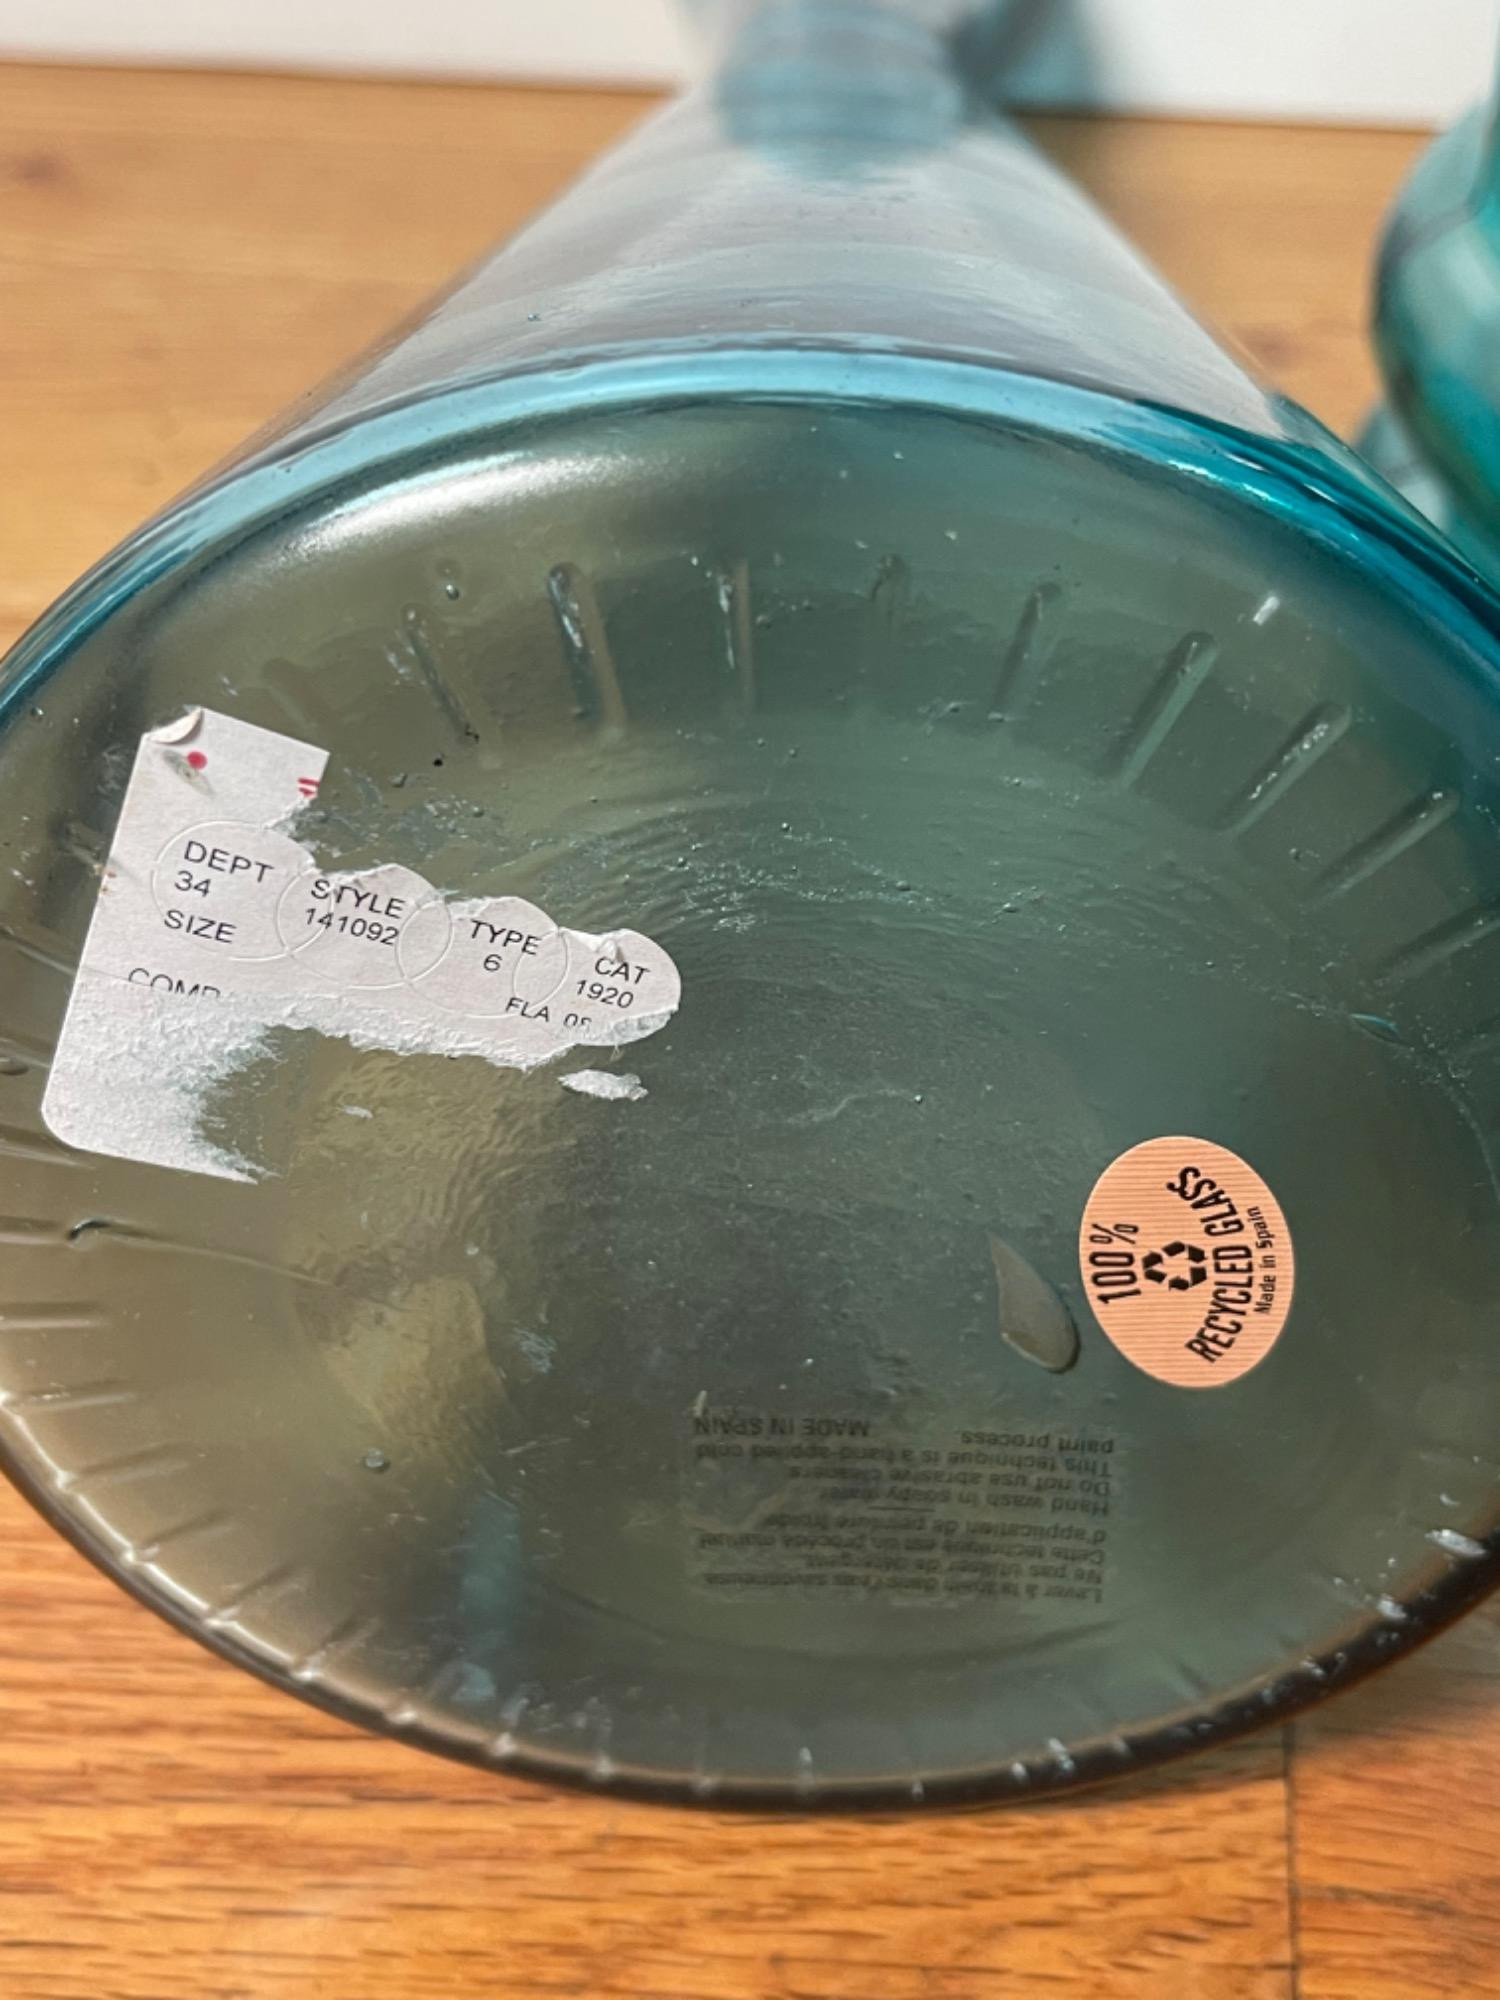 DEPT STYLE TYPE CAT
34 141092 6 1920
SIZE
COMP
FLA
100%
RECYCLED GLASS
Made in Spain
Laver à la main dans l'eau savonneuse
Ne pas utiliser de détergent
Cette technique est un procédé manuel
d'application de peinture froide
Hand wash in soapy water
Do not use abrasive cleaners
This technique is a hand-applied cold
paint process. MADE IN SPAIN